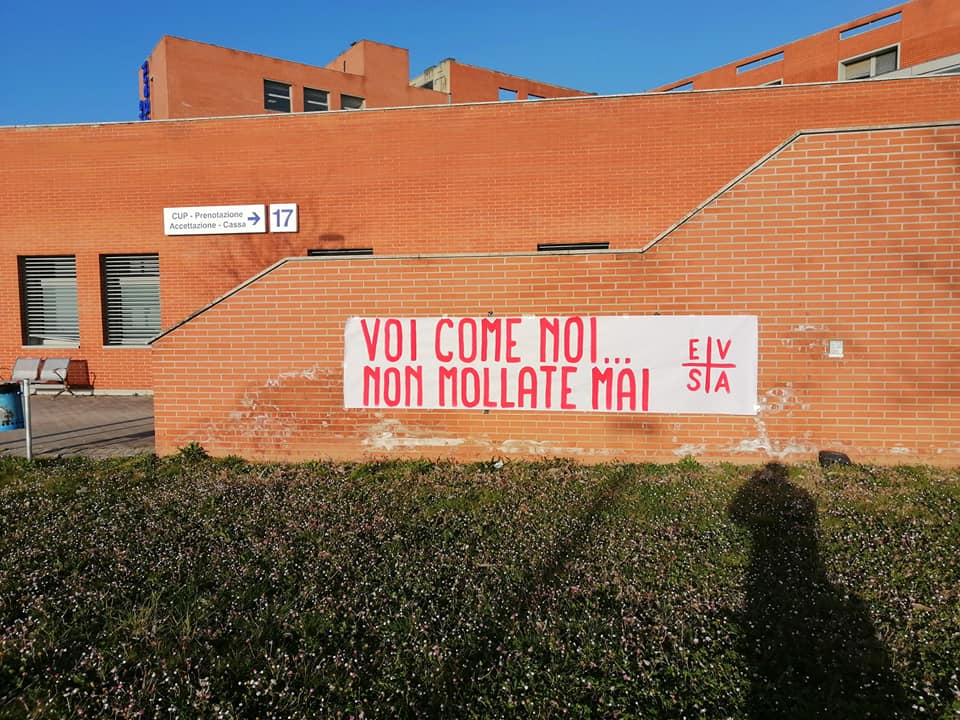 CUP - Prenotazione
Accettazione - Cassa
17
VOI COME NOI...
NON MOLLATE MAI
E V
S A